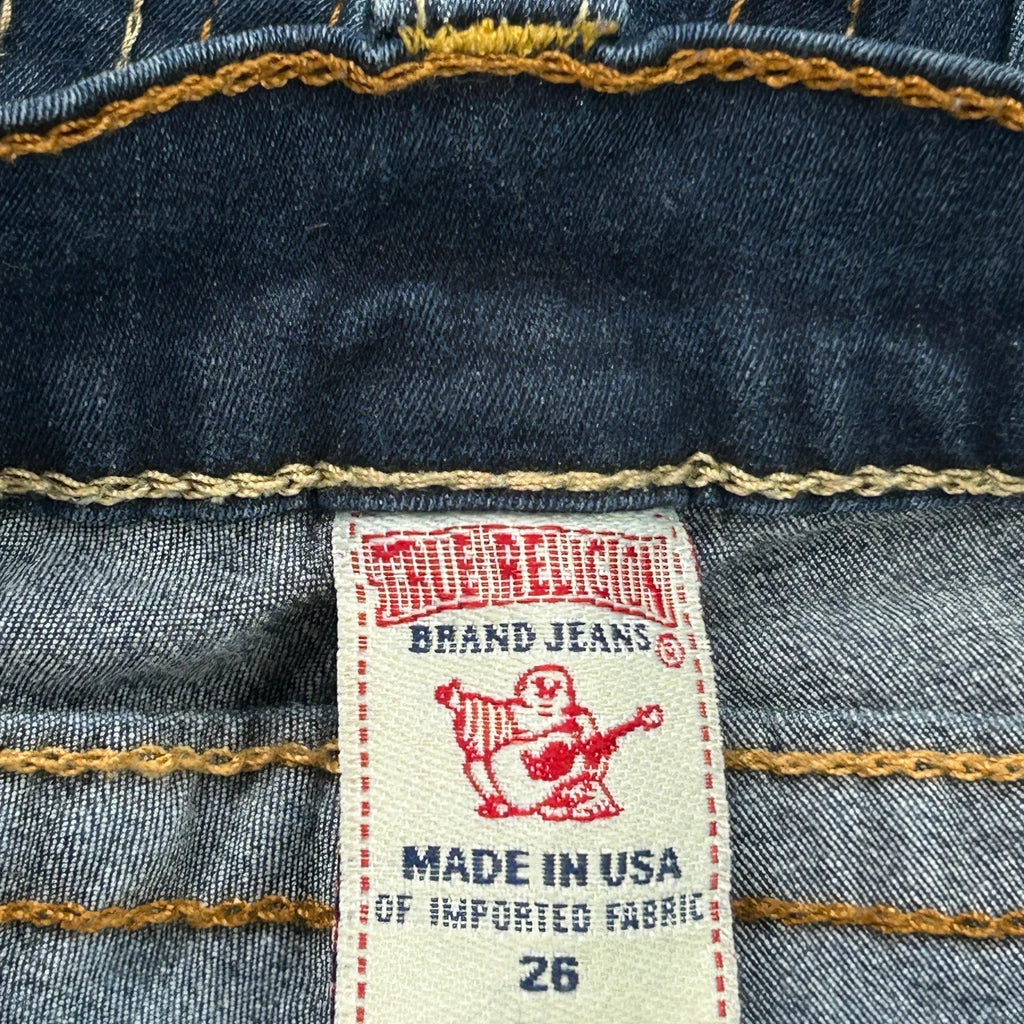 TRUE RELIGION
BRAND JEANS®
MADE IN USA
OF IMPORTED FABRIC
26